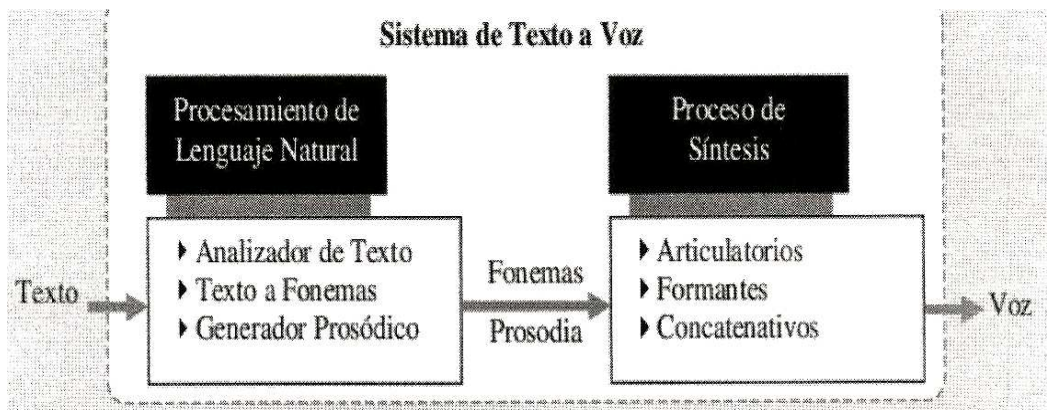 Sistema de Texto a Voz
Procesamiento de
Lenguaje Natural
Proceso de
Síntesis
Texto
Analizador de Texto
Texto a Fonemas
Generador Prosódico
Fonemas
Prosodia
Articulatorios
Formantes
Concatenativos
Voz